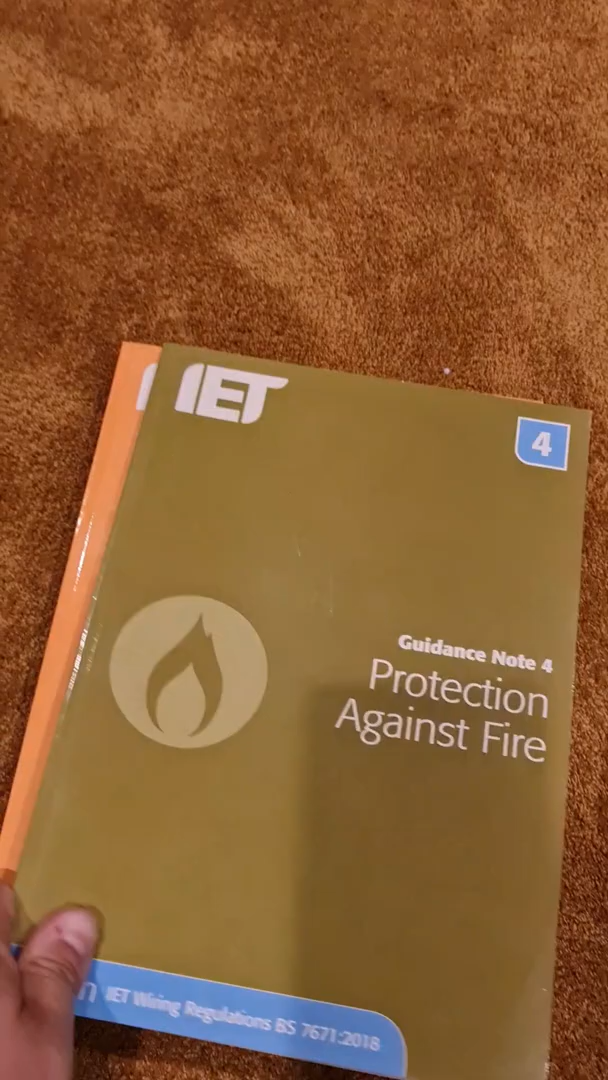 IET
4
Guidance Note 4
Protection
Against Fire
IET Wiring Regulations BS 7671:2018